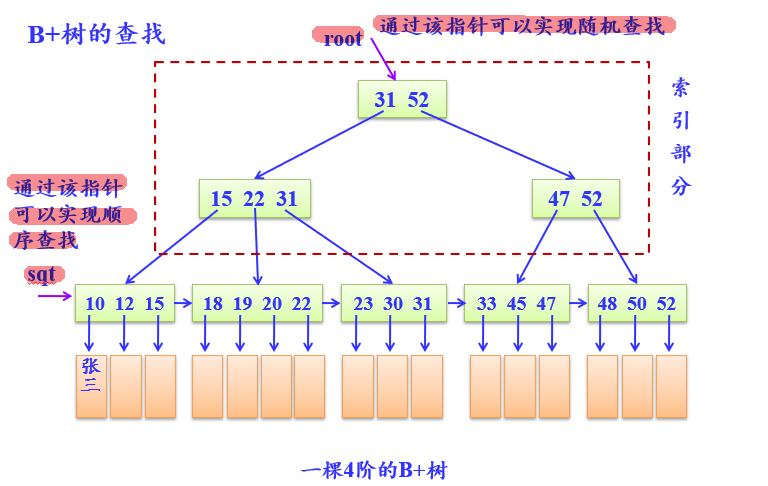 B+树的查找
root
通过该指针可以实现随机查找
31 52
索
引
部
分
15 22 31
47 52
通过该指针
可以实现顺
序查找
sqt
10 12 15
18 19 20 22
23 30 31
33 45 47
48 50 52
张
三
一棵4阶的B+树